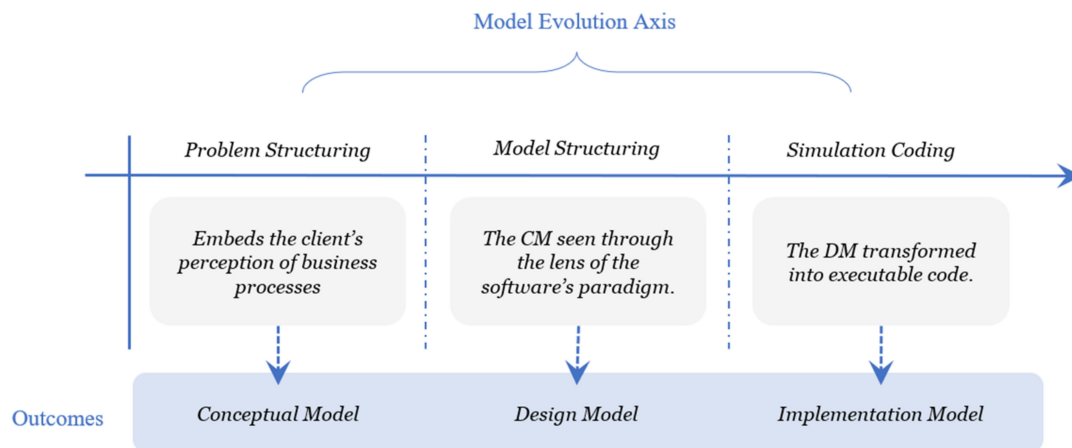 Model Evolution Axis
Problem Structuring
Model Structuring
Simulation Coding
Embeds the client's
perception of business
processes
The CM seen through
the lens of the
software's paradigm.
The DM transformed
into executable code.
Outcomes
Conceptual Model
Design Model
Implementation Model